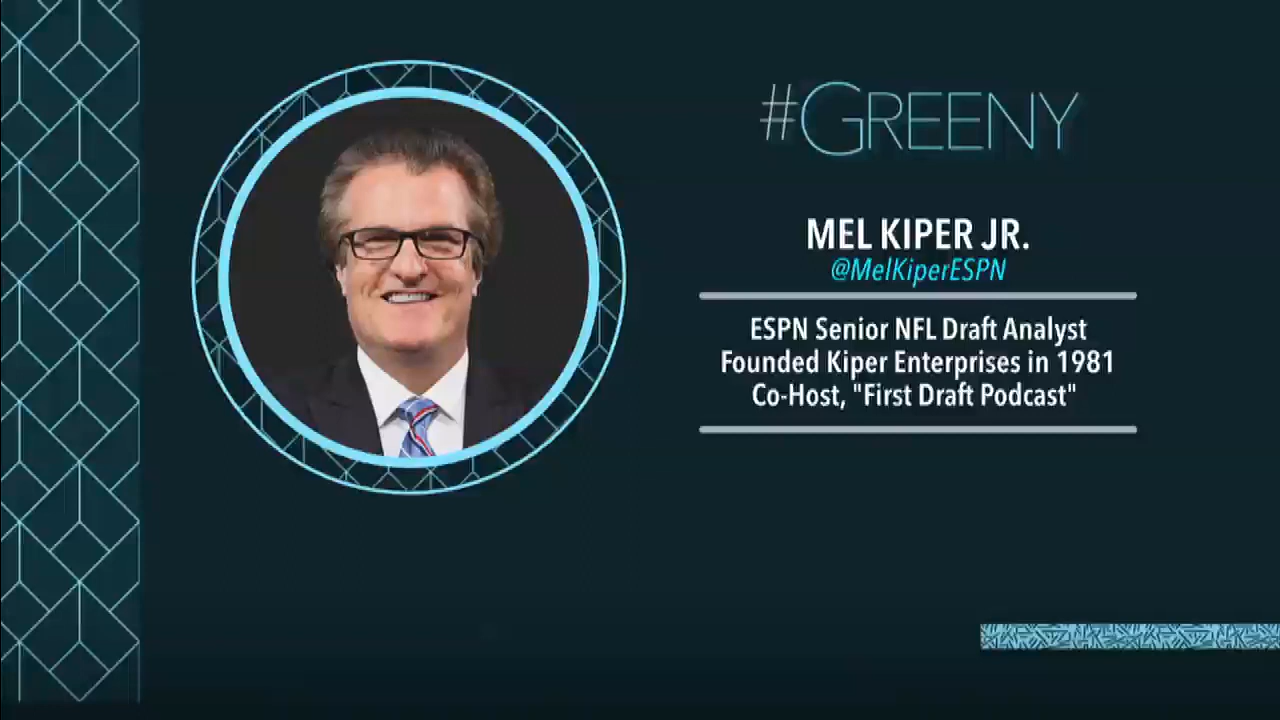 #GREENY
MEL KIPER JR.
@MelKiperESPN
ESPN Senior NFL Draft Analyst
Founded Kiper Enterprises in 1981
Co-Host, "First Draft Podcast"